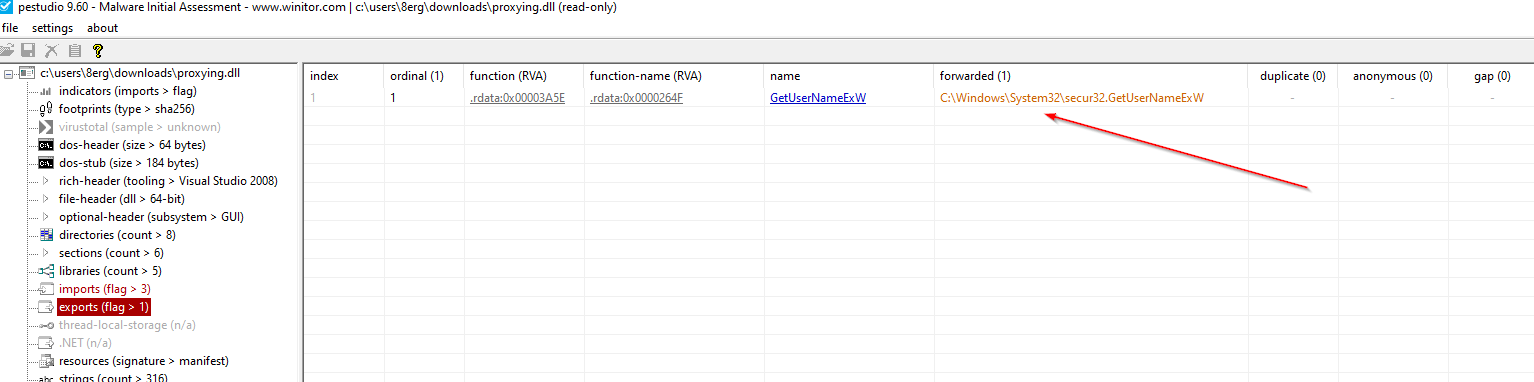 pestudio 9.60 - Malware Initial Assessment - www.winitor.com | c:\users\8erg\downloads\proxying.dll (read-only)
file settings about
c:\users\8erg\downloads\proxying.dll
indicators (imports > flag)
footprints (type > sha256)
virustotal (sample > unknown)
dos-header (size > 64 bytes)
dos-stub (size > 184 bytes)
rich-header (tooling > Visual Studio 2008)
file-header (dll > 64-bit)
optional-header (subsystem > GUI)
directories (count > 8)
sections (count > 6)
libraries (count > 5)
imports (flag > 3)
exports (flag > 1)
thread-local-storage (n/a)
.NET (n/a)
resources (signature > manifest)
abc strings (count > 316)
index ordinal (1) function (RVA) function-name (RVA) name forwarded (1) duplicate (0) anonymous (0) gap (0)
1 1 .rdata:0x00003A5E .rdata:0x0000264F GetUserNameExW C:\Windows\System32\secur32.GetUserNameExW - - -